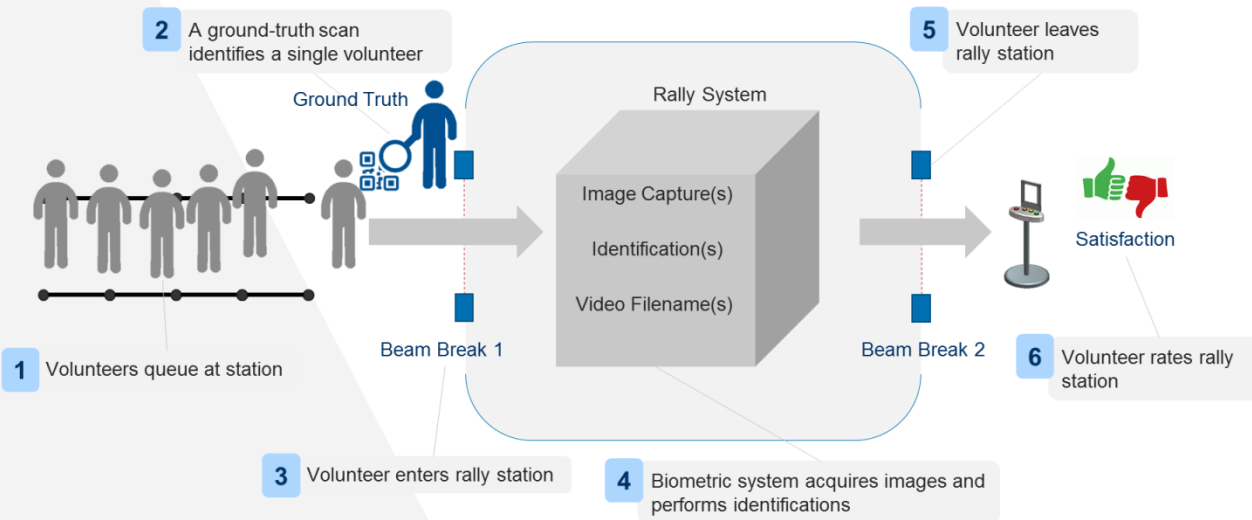 2
A ground-truth scan
identifies a single volunteer
5
Volunteer leaves
rally station
Ground Truth
Rally System
Image Capture(s)
Identification(s)
Video Filename(s)
Satisfaction
Beam Break 1
Beam Break 2
1
Volunteers queue at station
6
Volunteer rates rally
station
3
Volunteer enters rally station
4
Biometric system acquires images and
performs identifications